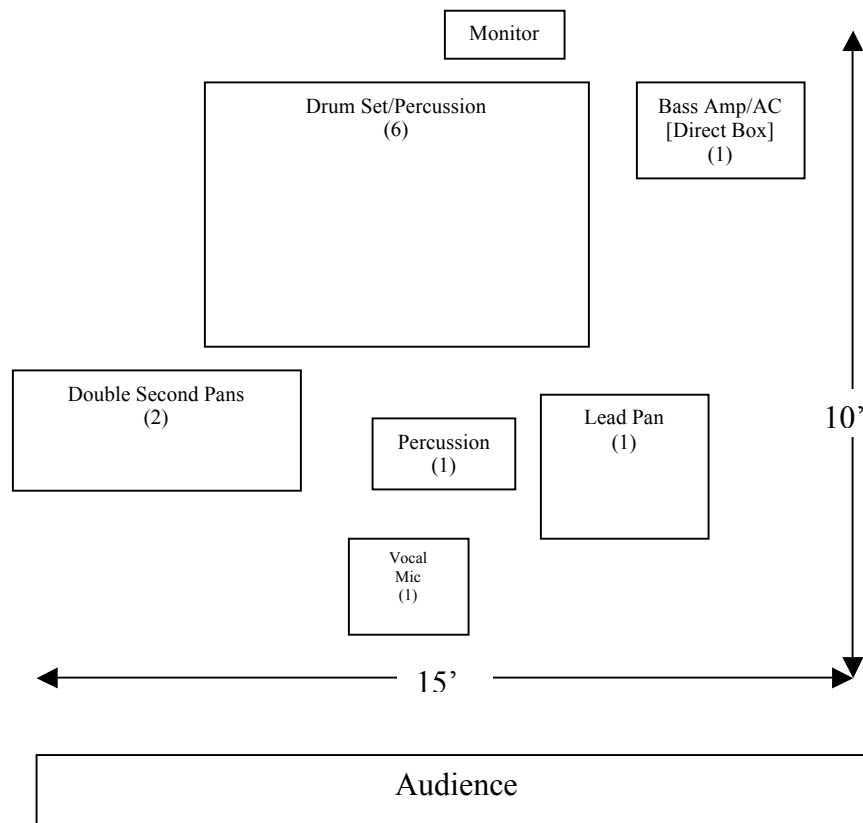 Monitor
Drum Set/Percussion
(6)
Bass Amp/AC
[Direct Box]
(1)
Double Second Pans
(2)
Percussion
(1)
Lead Pan
(1)
10’
Vocal
Mic
(1)
15’
Audience